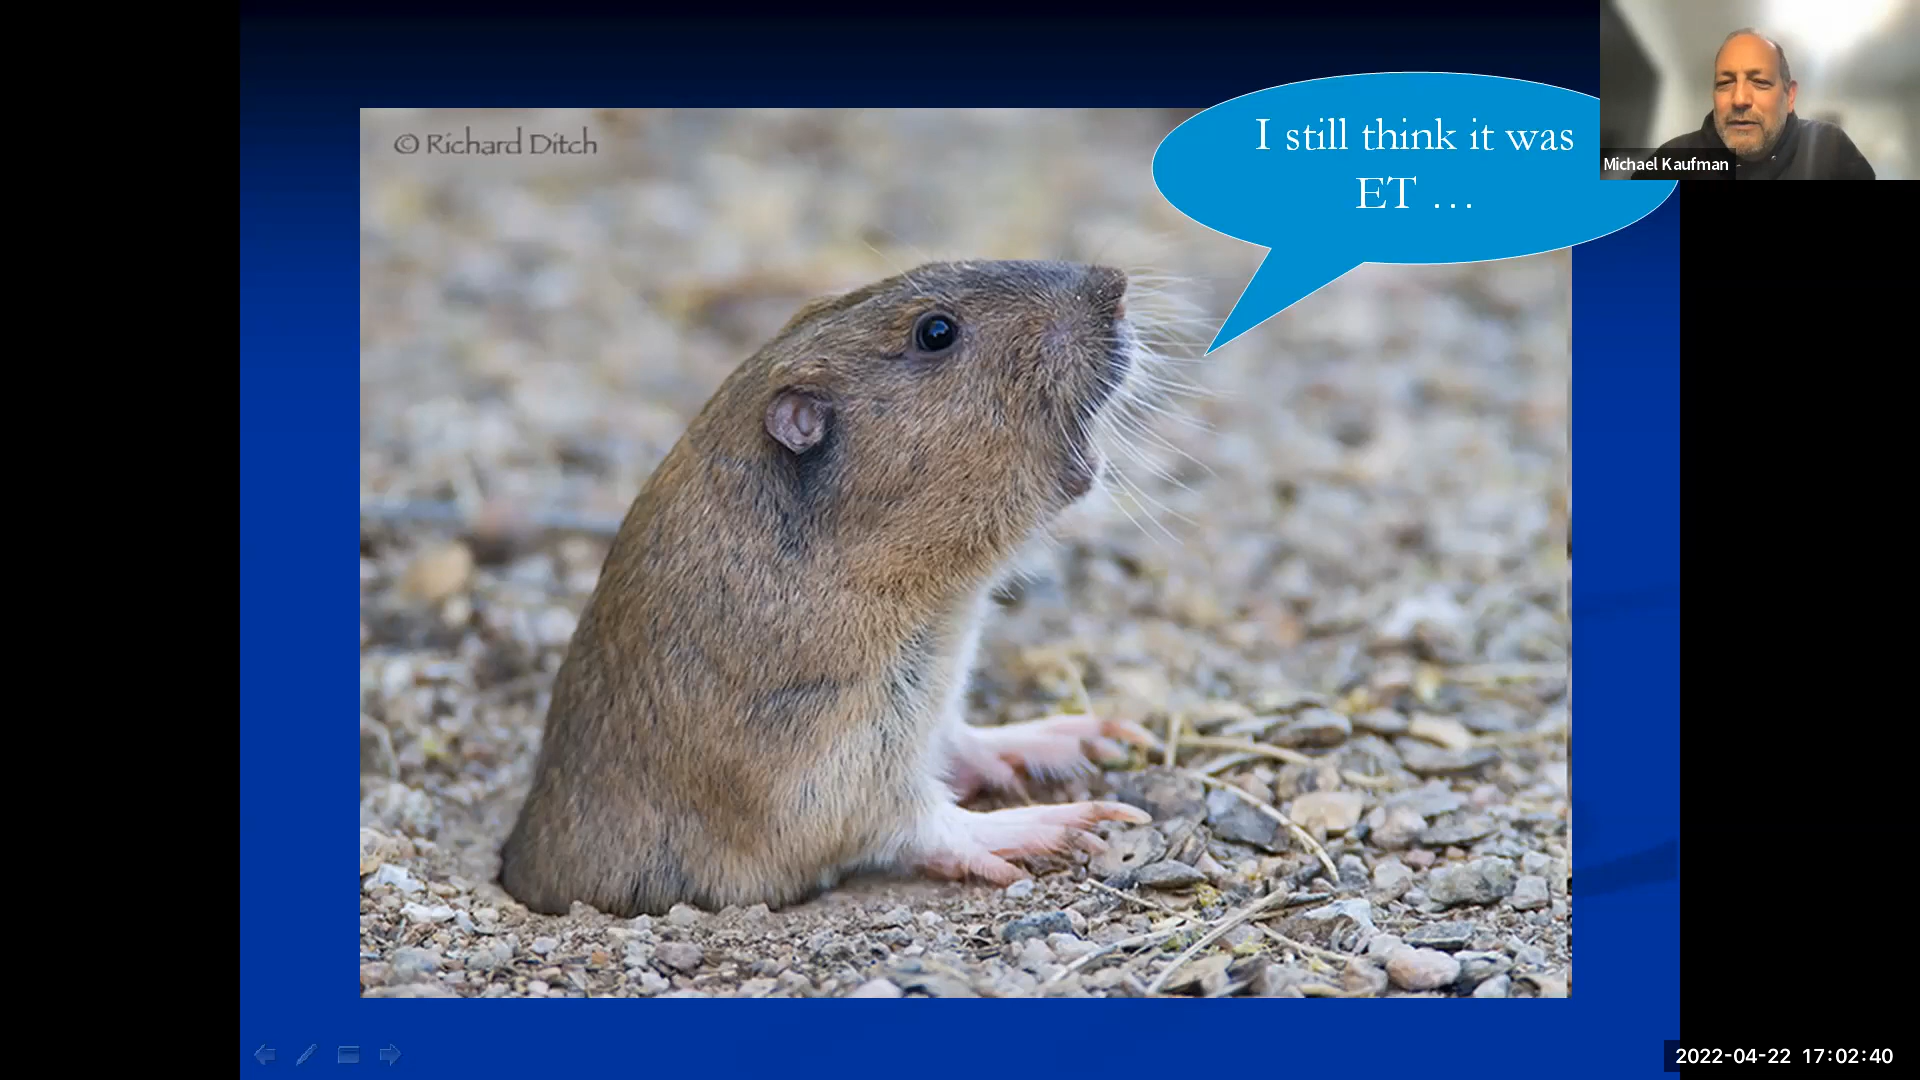 © Richard Ditch
I still think it was
ET ...
Michael Kaufman
2022-04-22 17:02:40